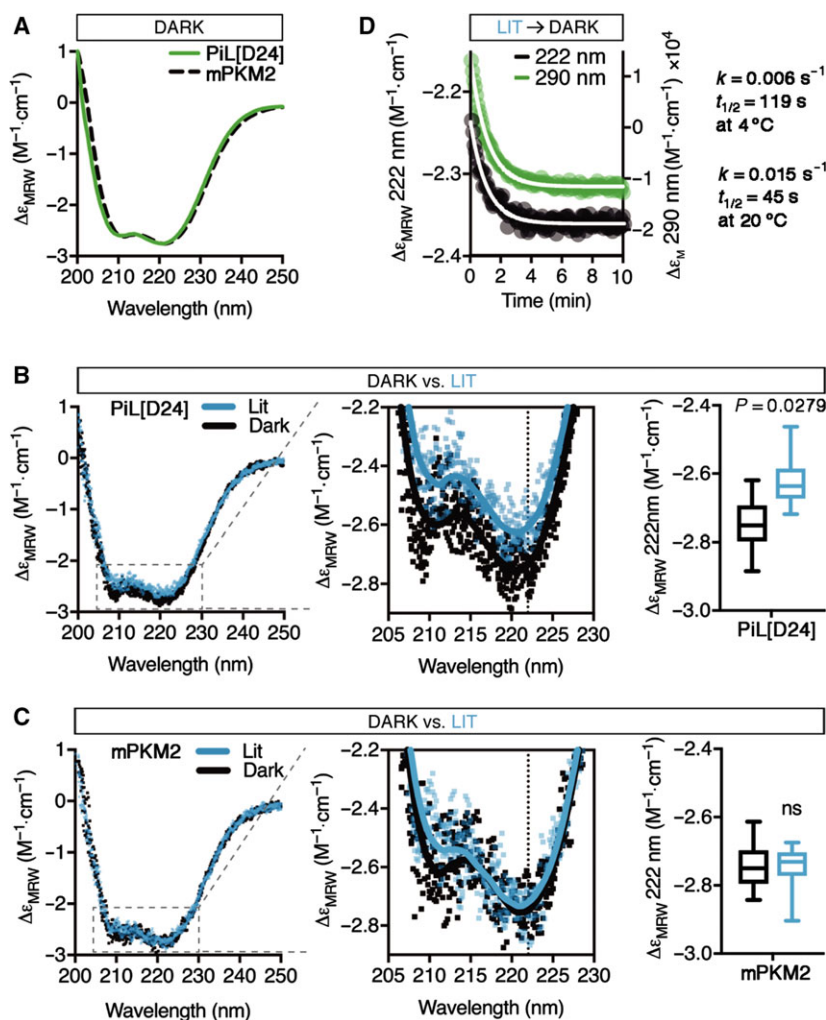 A
DARK
PiL[D24]
mPKM2
Δε_MRW (M⁻¹·cm⁻¹)
1
0
−1
−2
−3
200 210 220 230 240 250
Wavelength (nm)
D
LIT → DARK
222 nm
290 nm
Δε_MRW 222 nm (M⁻¹·cm⁻¹)
−2.2
−2.3
−2.4
0 2 4 6 8 10
Time (min)
1
0
−1
−2
Δε_M 290 nm (M⁻¹·cm⁻¹) ×10⁴
k = 0.006 s⁻¹
t₁/₂ = 119 s
at 4 °C
k = 0.015 s⁻¹
t₁/₂ = 45 s
at 20 °C
B
DARK vs. LIT
PiL[D24]
Lit
Dark
Δε_MRW (M⁻¹·cm⁻¹)
1
0
−1
−2
−3
200 210 220 230 240 250
Wavelength (nm)
Δε_MRW (M⁻¹·cm⁻¹)
−2.2
−2.4
−2.6
−2.8
205 210 215 220 225 230
Wavelength (nm)
P = 0.0279
Δε_MRW 222nm (M⁻¹·cm⁻¹)
−2.4
−2.6
−2.8
−3.0
PiL[D24]
C
DARK vs. LIT
mPKM2
Lit
Dark
Δε_MRW (M⁻¹·cm⁻¹)
1
0
−1
−2
−3
200 210 220 230 240 250
Wavelength (nm)
Δε_MRW (M⁻¹·cm⁻¹)
−2.2
−2.4
−2.6
−2.8
205 210 215 220 225 230
Wavelength (nm)
ns
Δε_MRW 222 nm (M⁻¹·cm⁻¹)
−2.4
−2.6
−2.8
−3.0
mPKM2